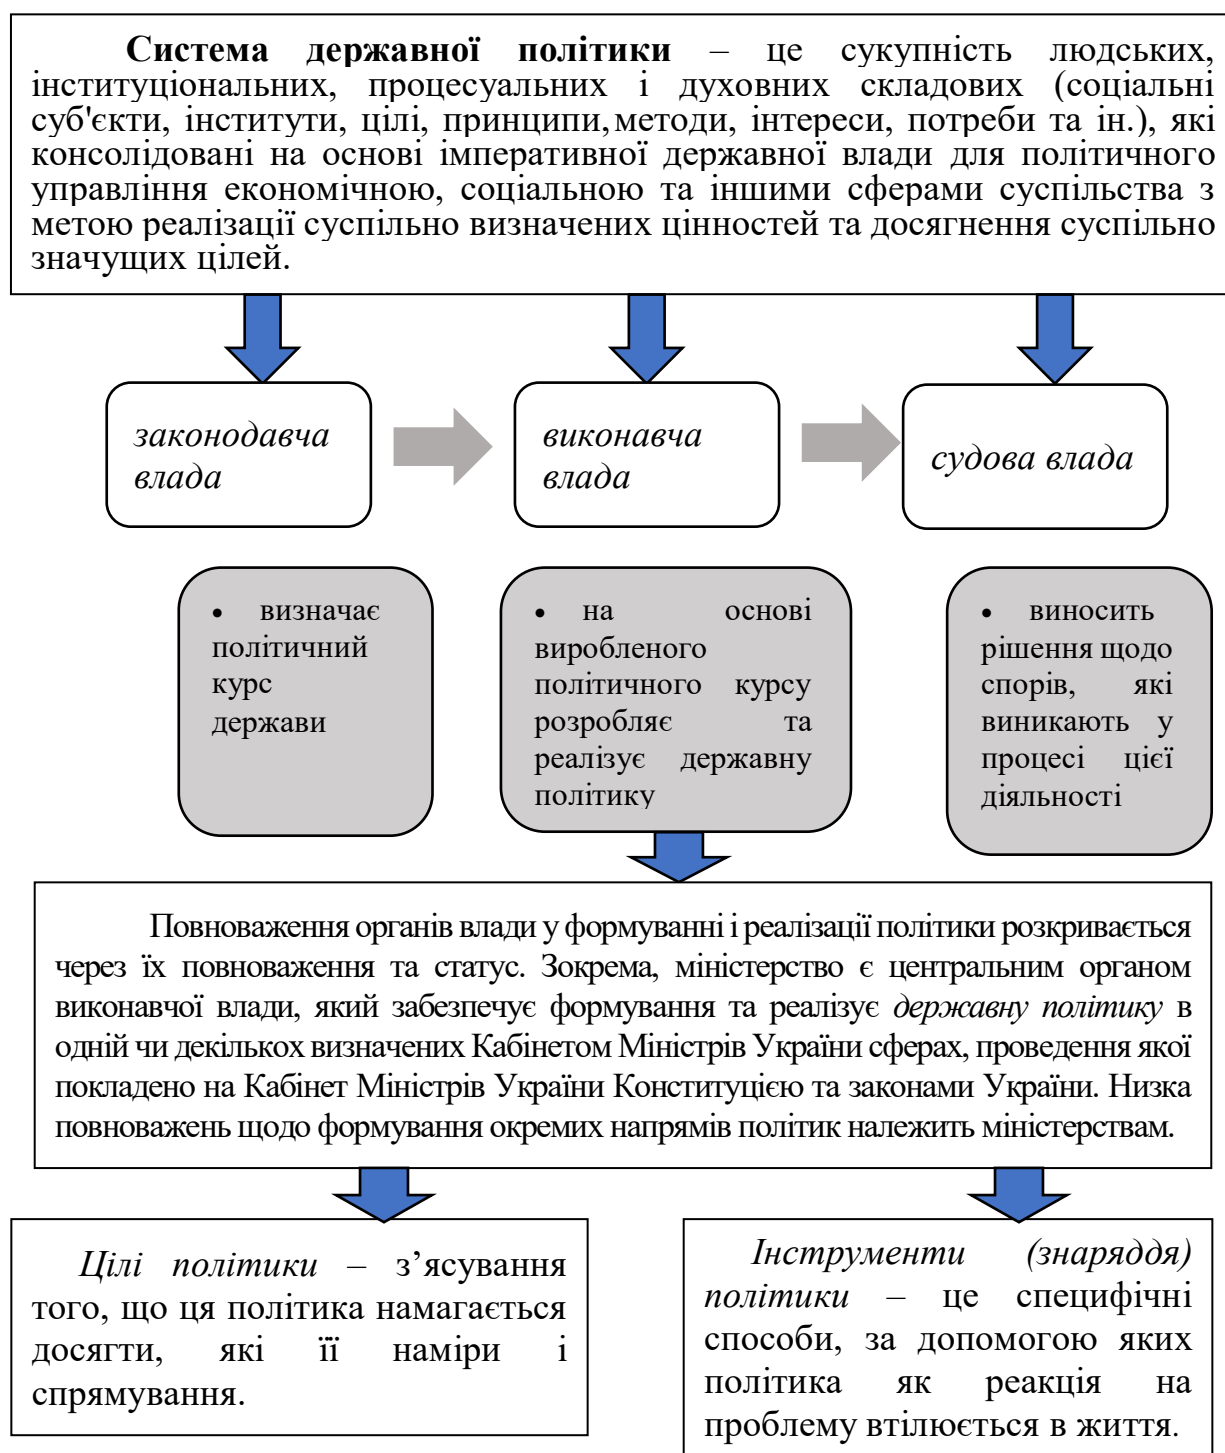 Система державної політики – це сукупність людських,
інституціональних, процесуальних і духовних складових (соціальні
суб'єкти, інститути, цілі, принципи, методи, інтереси, потреби та ін.), які
консолідовані на основі імперативної державної влади для політичного
управління економічною, соціальною та іншими сферами суспільства з
метою реалізації суспільно визначених цінностей та досягнення суспільно
значущих цілей.
законодавча
влада
виконавча
влада
судова влада
• визначає
політичний
курс
держави
• на основі
виробленого
політичного курсу
розробляє та
реалізує державну
політику
• виносить
рішення щодо
спорів, які
виникають у
процесі цієї
діяльності
Повноваження органів влади у формуванні і реалізації політики розкривається
через їх повноваження та статус. Зокрема, міністерство є центральним органом
виконавчої влади, який забезпечує формування та реалізує державну політику в
одній чи декількох визначених Кабінетом Міністрів України сферах, проведення якої
покладено на Кабінет Міністрів України Конституцією та законами України. Низка
повноважень щодо формування окремих напрямів політик належить міністерствам.
Цілі політики – з’ясування
того, що ця політика намагається
досягти, які її наміри і
спрямування.
Інструменти (знаряддя)
політики – це специфічні
способи, за допомогою яких
політика як реакція на
проблему втілюється в життя.